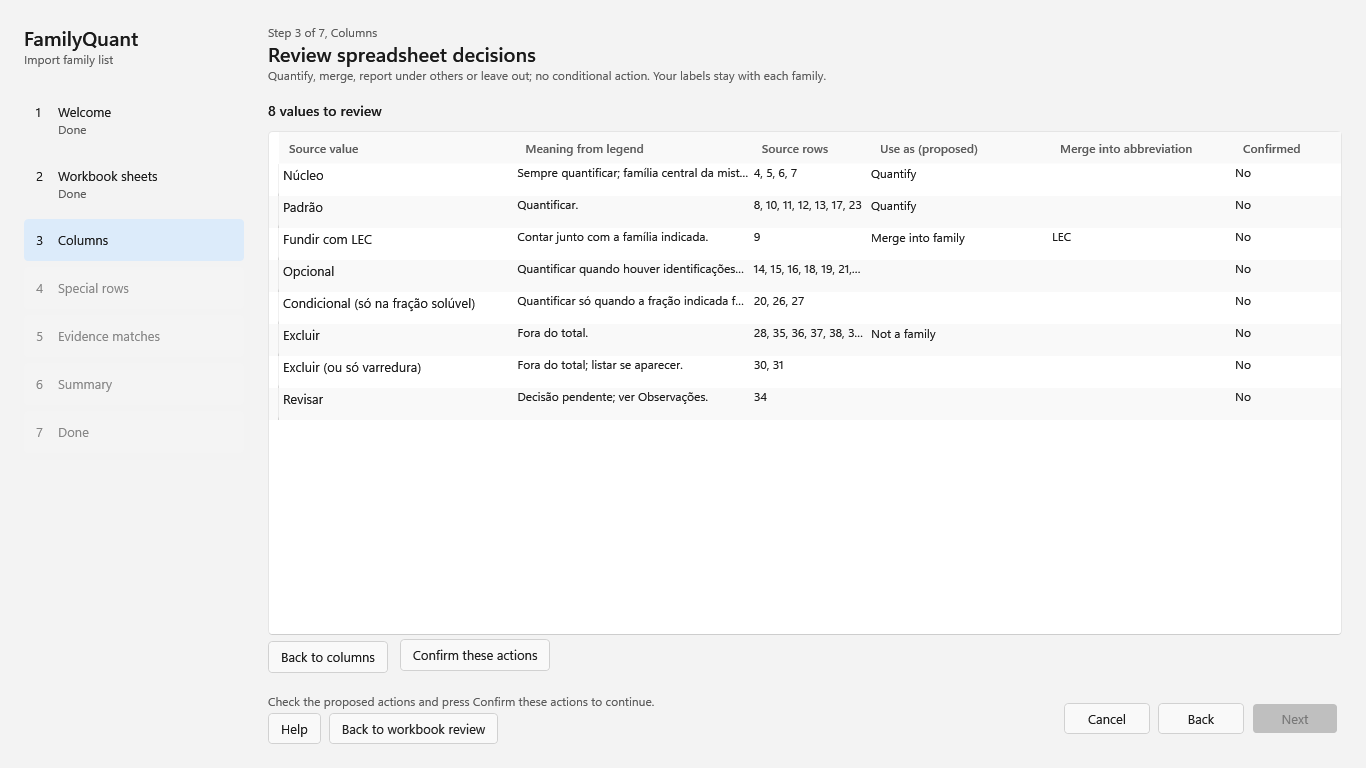 FamilyQuant
Import family list
1 Welcome
Done
2 Workbook sheets
Done
3 Columns
4 Special rows
5 Evidence matches
6 Summary
7 Done
Step 3 of 7, Columns
Review spreadsheet decisions
Quantify, merge, report under others or leave out; no conditional action. Your labels stay with each family.
8 values to review
Source value Meaning from legend Source rows Use as (proposed) Merge into abbreviation Confirmed
Núcleo Sempre quantificar; família central da mist... 4, 5, 6, 7 Quantify No
Padrão Quantificar. 8, 10, 11, 12, 13, 17, 23 Quantify No
Fundir com LEC Contar junto com a família indicada. 9 Merge into family LEC No
Opcional Quantificar quando houver identificações... 14, 15, 16, 18, 19, 21,... No
Condicional (só na fração solúvel) Quantificar só quando a fração indicada f... 20, 26, 27 No
Excluir Fora do total. 28, 35, 36, 37, 38, 3... Not a family No
Excluir (ou só varredura) Fora do total; listar se aparecer. 30, 31 No
Revisar Decisão pendente; ver Observações. 34 No
Back to columns Confirm these actions
Check the proposed actions and press Confirm these actions to continue.
Help Back to workbook review Cancel Back Next